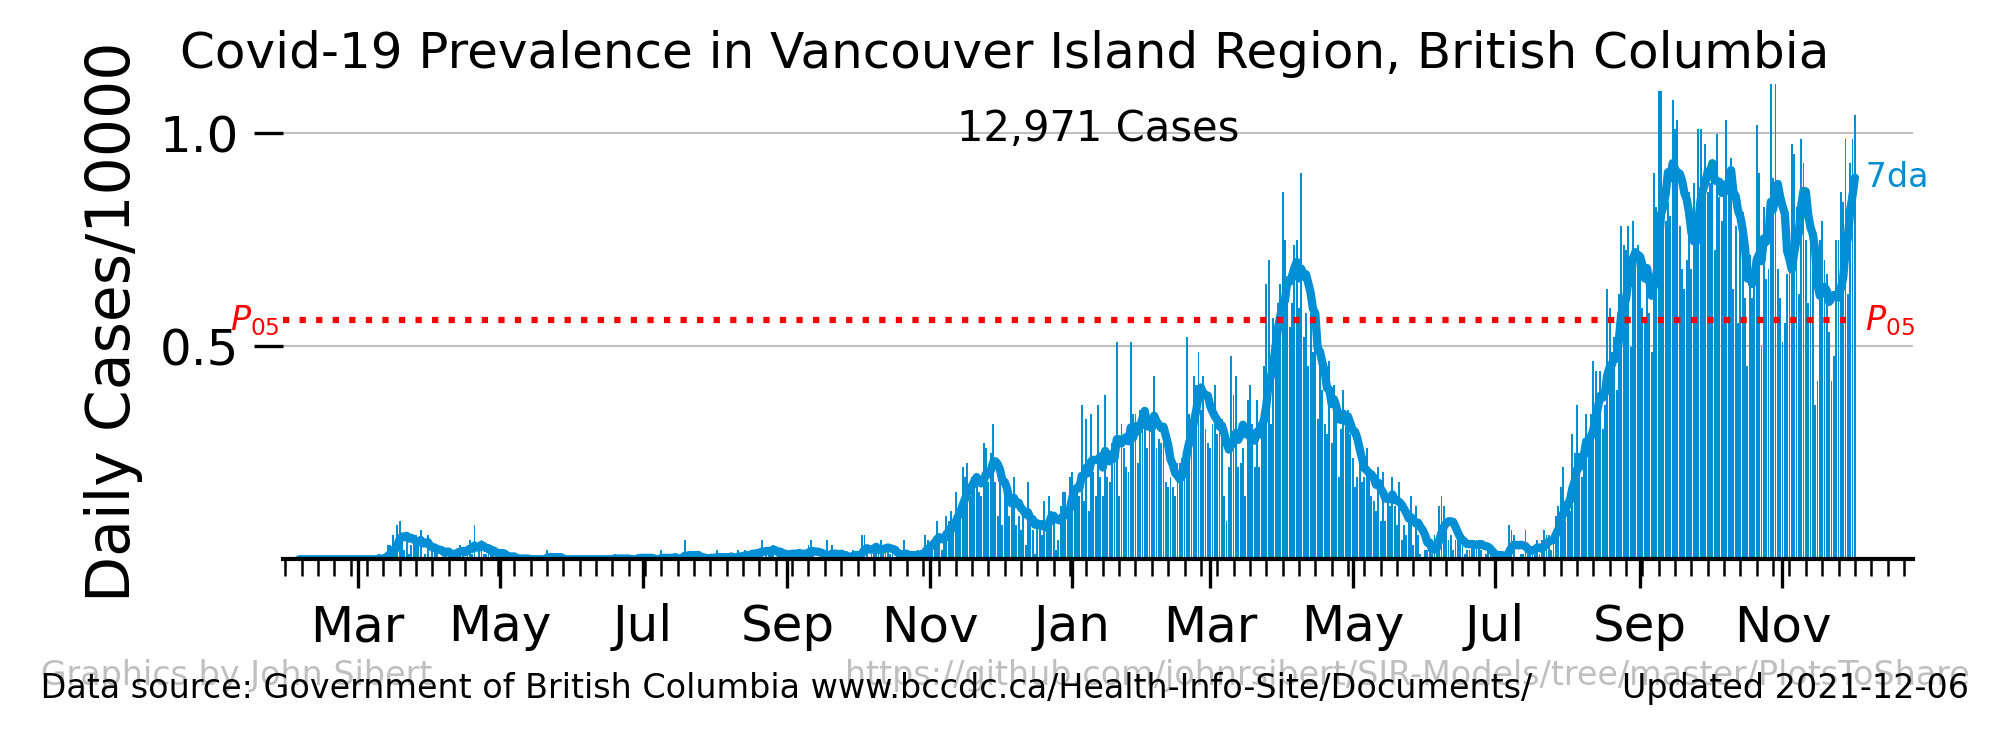 Covid-19 Prevalence in Vancouver Island Region, British Columbia
12,971 Cases
Daily Cases/10000
1.0
0.5
P05
P05
7da
Mar May Jul Sep Nov Jan Mar May Jul Sep Nov
Graphics by John Sibert https://github.com/johnrsibert/SIR-Models/tree/master/PlotsToShare
Data source: Government of British Columbia www.bccdc.ca/Health-Info-Site/Documents/ Updated 2021-12-06